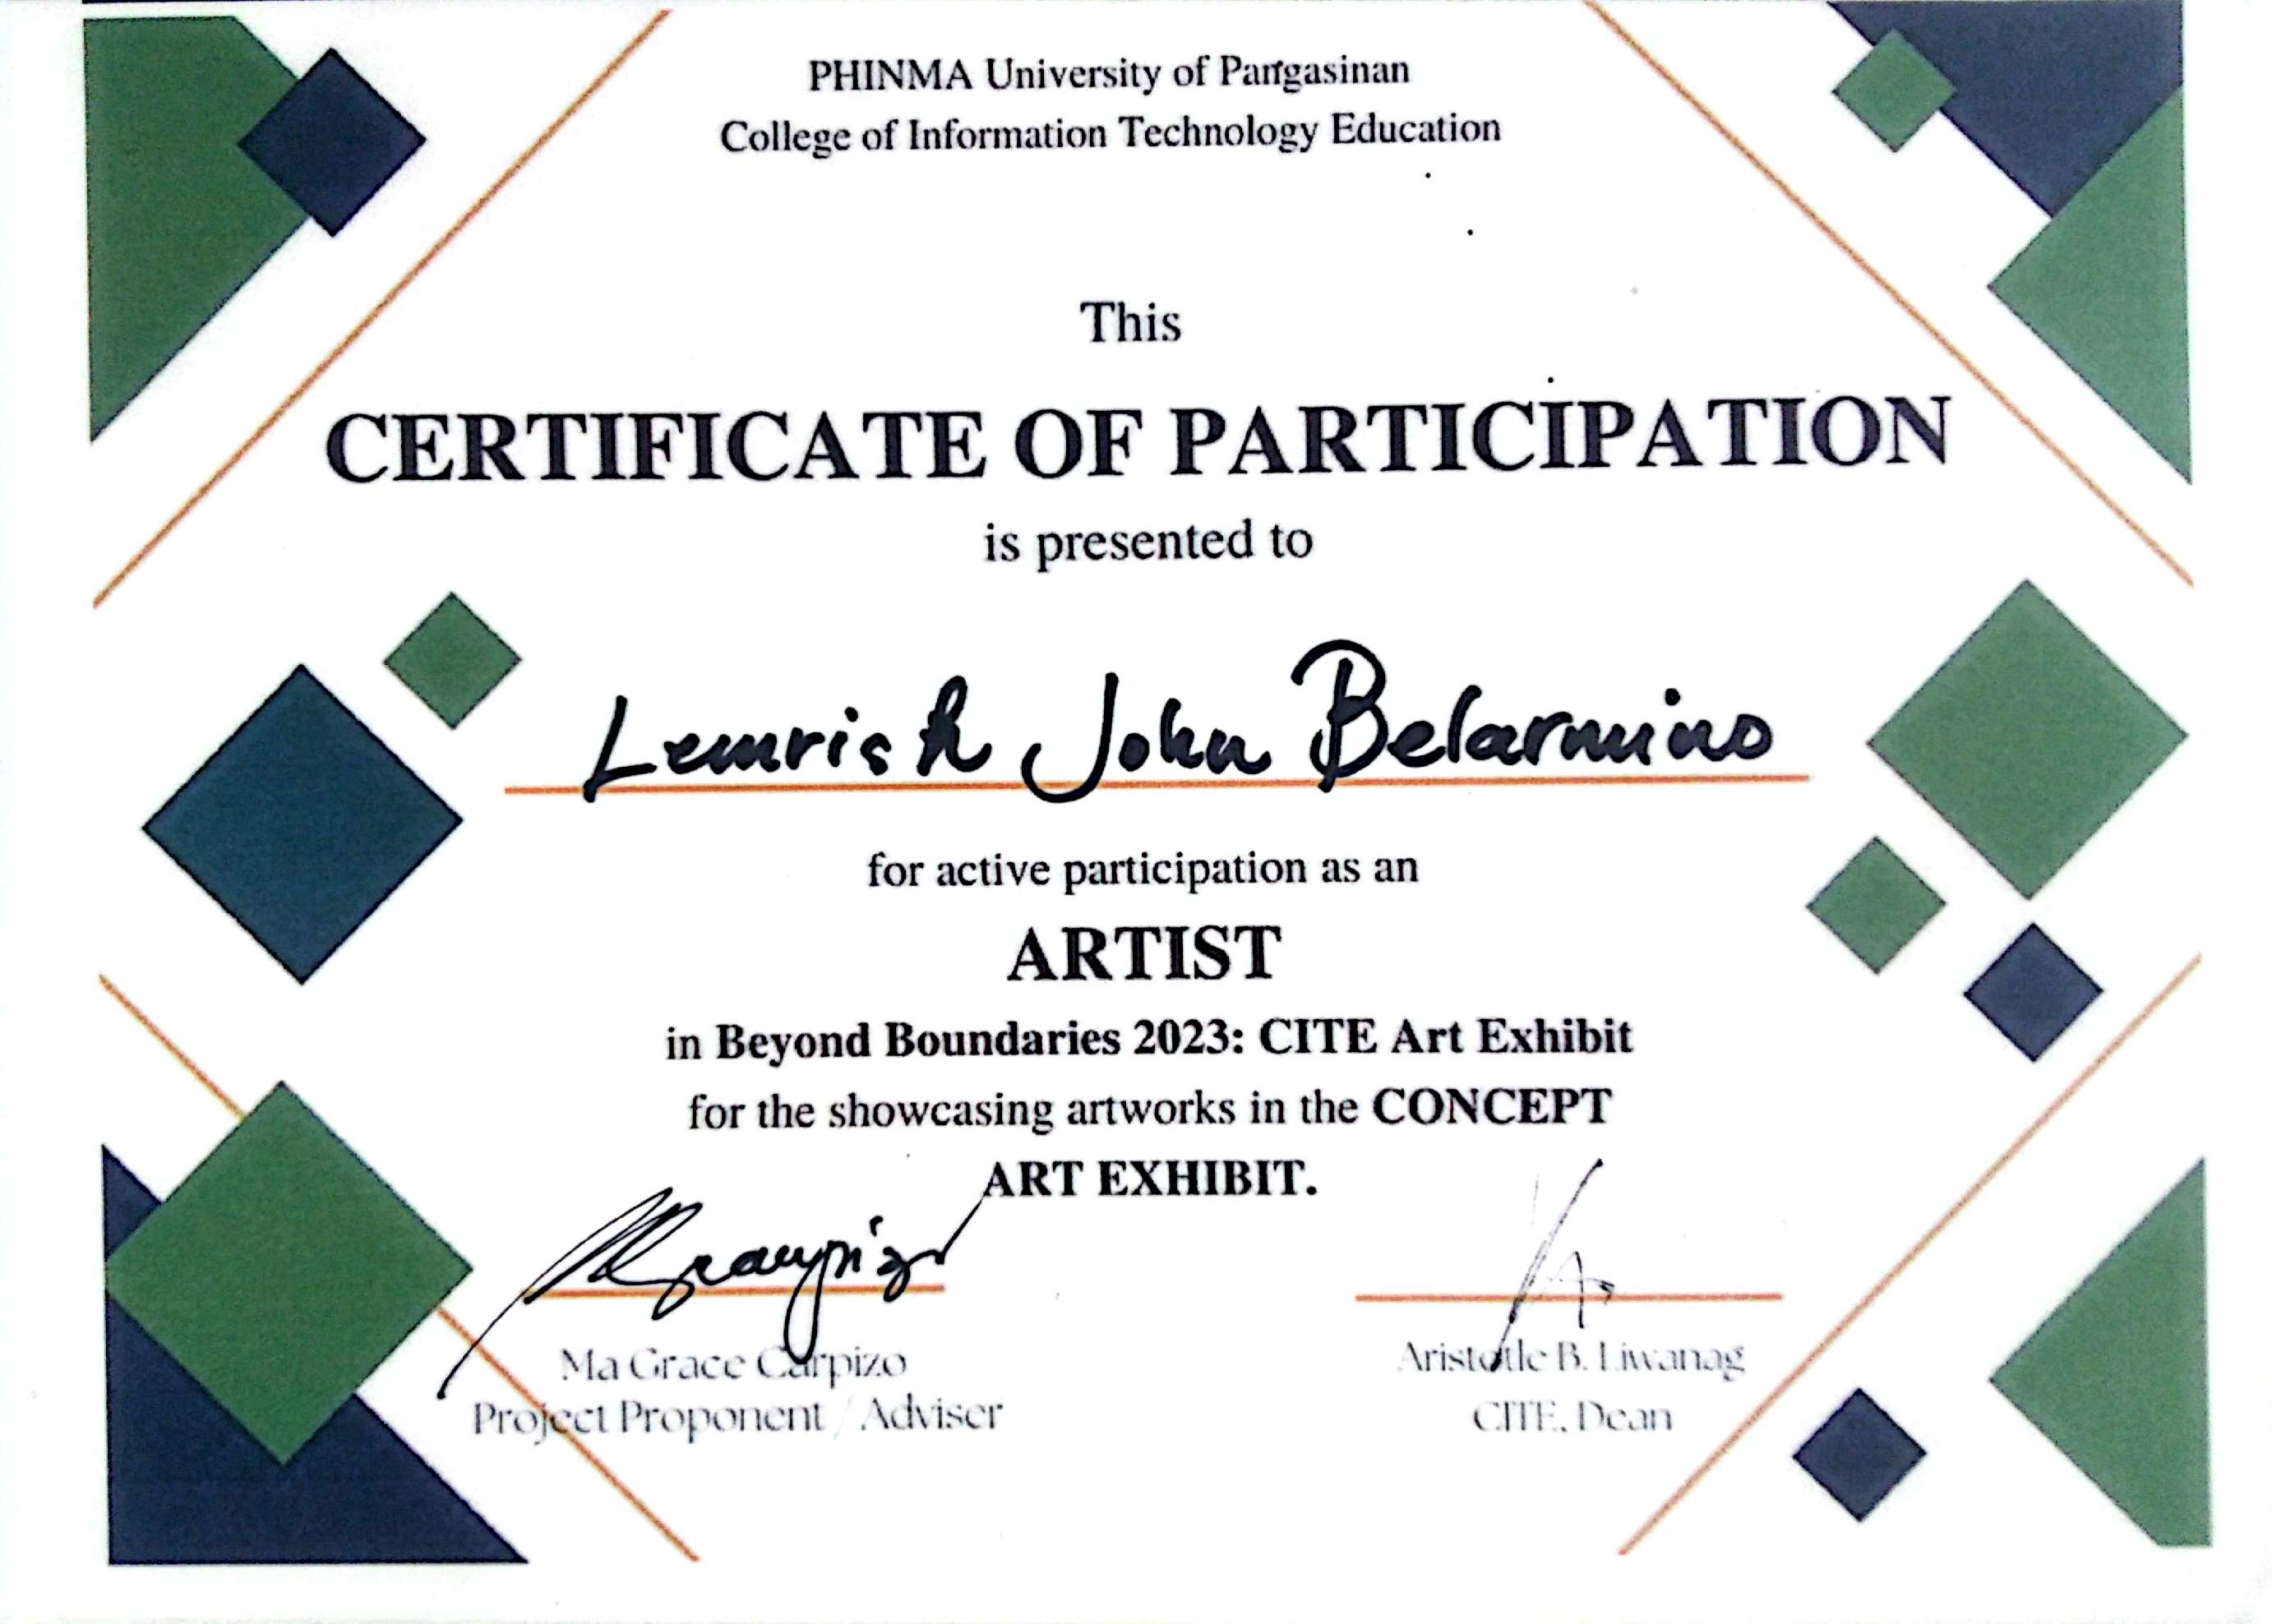 PHINMA University of Pangasinan
College of Information Technology Education
This
CERTIFICATE OF PARTICIPATION
is presented to
Lemrish John Belarmino
for active participation as an
ARTIST
in Beyond Boundaries 2023: CITE Art Exhibit
for the showcasing artworks in the CONCEPT
ART EXHIBIT.
Ma Grace Carpizo
Project Proponent / Adviser
Aristotle B. Liwanag
CITE, Dean